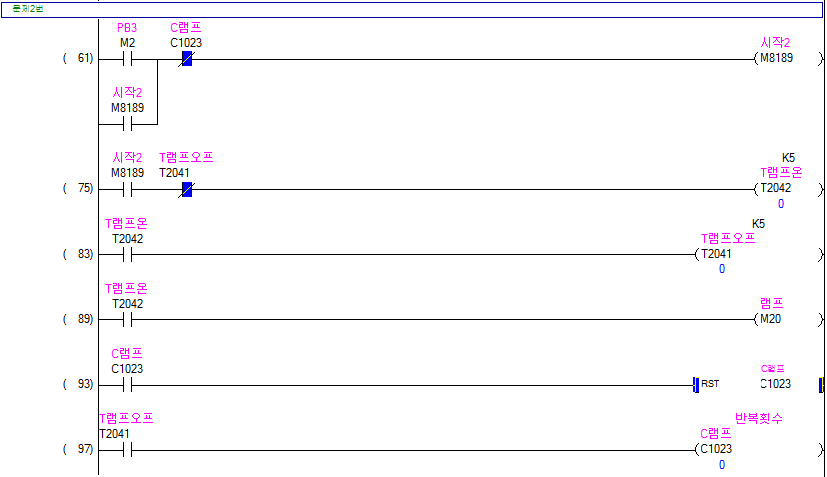 문제2번
PB3 C램프
M2 C1023 시작2
( 61) M8189
시작2
M8189
시작2 T램프오프 K5
M8189 T2041 T램프온
( 75) T2042
0
T램프온 K5
T2042 T램프오프
( 83) T2041
0
T램프온
T2042 램프
( 89) M20
C램프
C1023 C램프
( 93) RST C1023
T램프오프 반복횟수
T2041 C램프
( 97) C1023
0